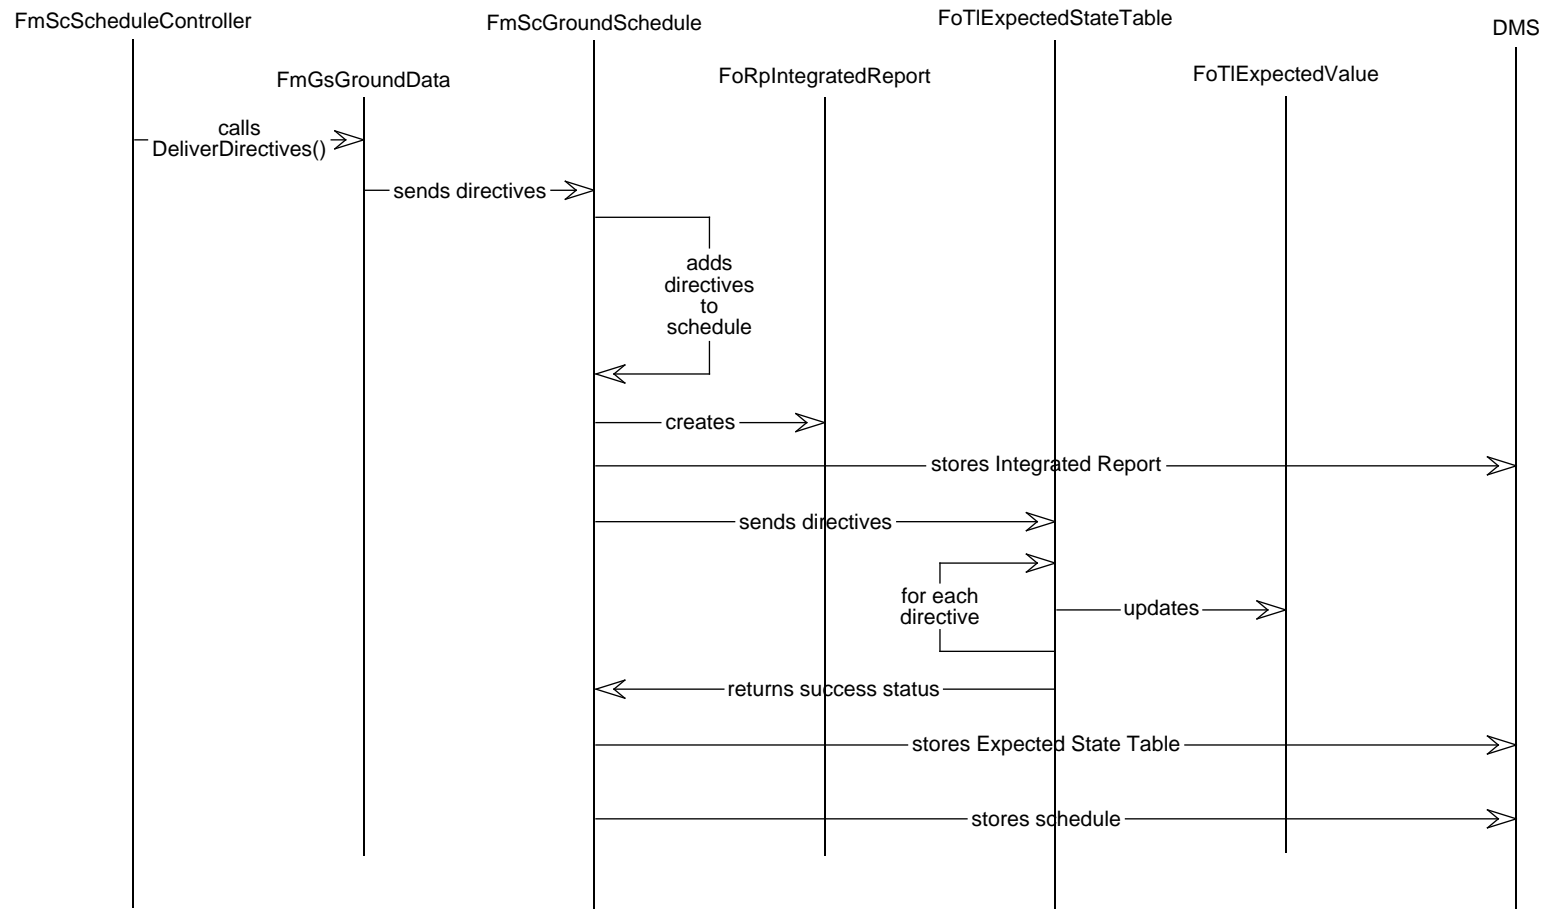 FmScScheduleController
FmScGroundSchedule
FoTlExpectedStateTable
DMS
FmGsGroundData
FoRpIntegratedReport
FoTlExpectedValue
calls
DeliverDirectives()
sends directives
adds
directives
to
schedule
creates
stores Integrated Report
sends directives
for each
directive
updates
returns success status
stores Expected State Table
stores schedule